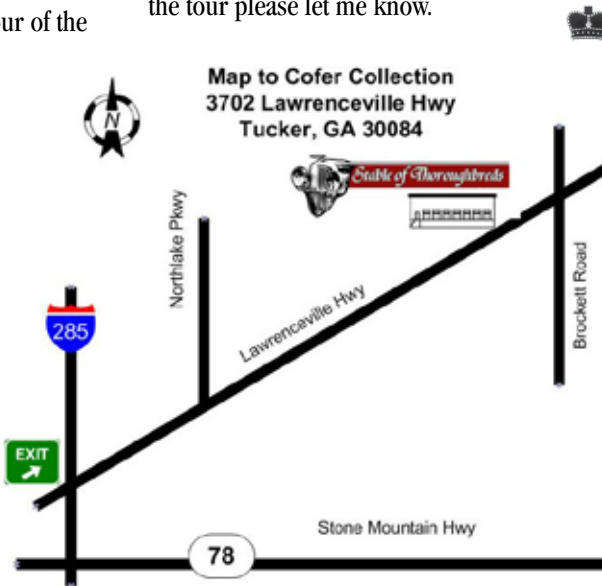 our of the
the tour please let me know.
Map to Cofer Collection
3702 Lawrenceville Hwy
Tucker, GA 30084
N
Stable of Thoroughbreds
Northlake Pkwy
Lawrenceville Hwy
Brockett Road
285
EXIT
Stone Mountain Hwy
78